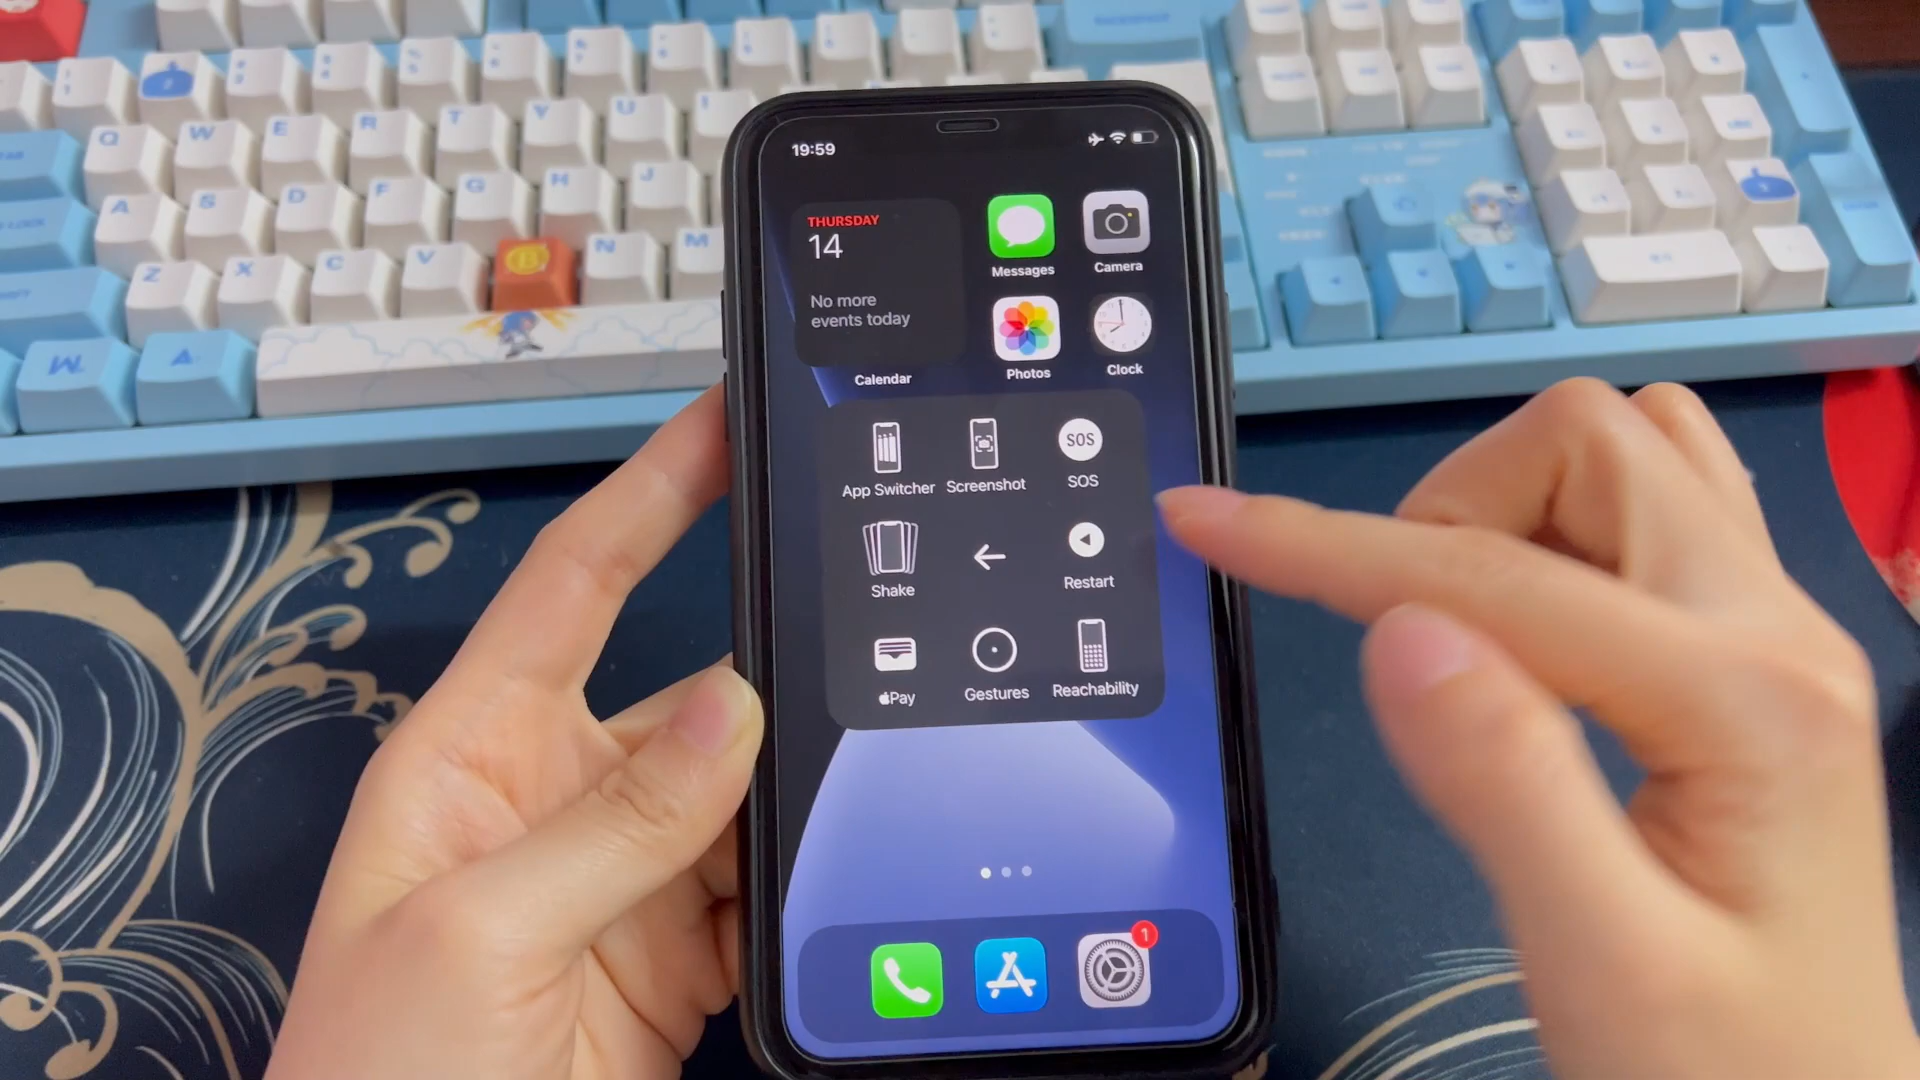 Q W E R T Y U I
A S D F G H J
Z X C V B N M
19:59
THURSDAY
14
No more
events today
Calendar
Messages
Camera
Photos
Clock
App Switcher
Screenshot
SOS
SOS
Shake
Restart
Pay
Gestures
Reachability
1